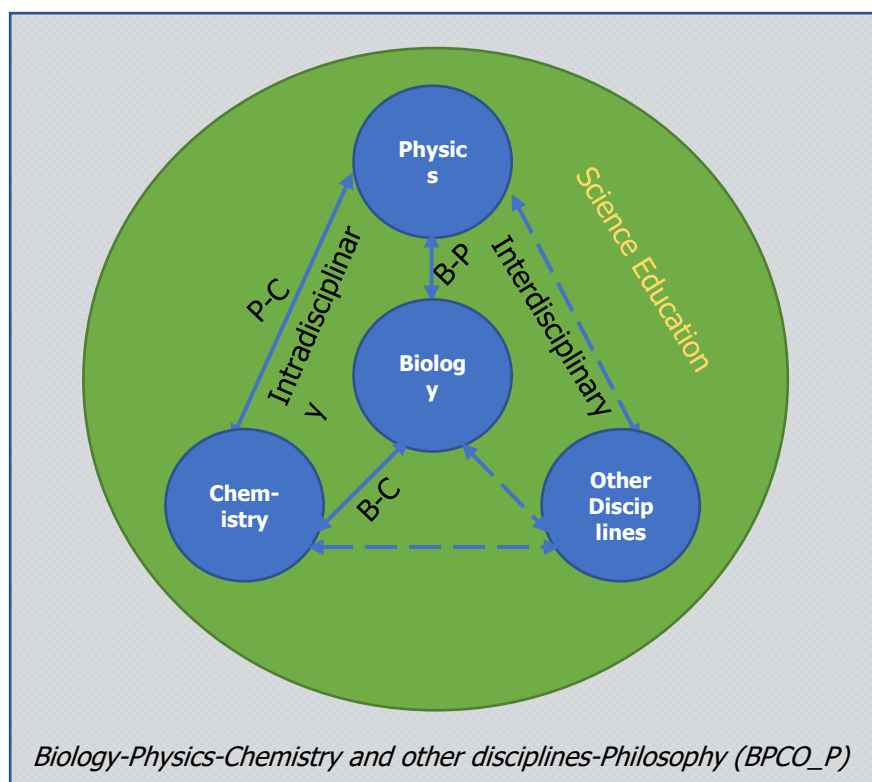 Physic
s
Science Education
B-P
P-C
Intradisciplinar
y
Interdisciplinary
Biolog
y
Chem-
istry
B-C
Other
Discip
lines
Biology-Physics-Chemistry and other disciplines-Philosophy (BPCO_P)